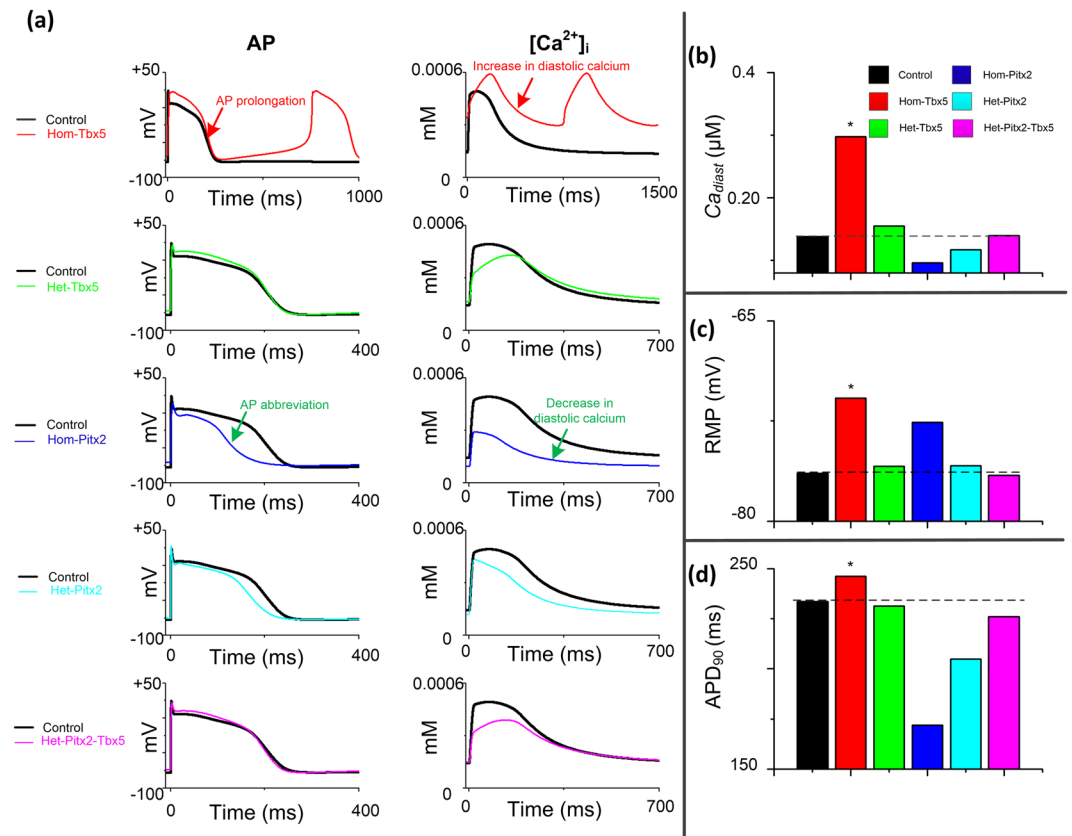 (a)
AP
[Ca²⁺]ᵢ
Control
Hom-Tbx5
+50
mV
-100
AP prolongation
0
1000
Time (ms)
0.0006
mM
0
Increase in diastolic calcium
0
1500
Time (ms)
Control
Het-Tbx5
+50
mV
-100
0
400
Time (ms)
0.0006
mM
0
0
700
Time (ms)
Control
Hom-Pitx2
+50
mV
-100
AP abbreviation
0
400
Time (ms)
0.0006
mM
0
Decrease in
diastolic calcium
0
700
Time (ms)
Control
Het-Pitx2
+50
mV
-100
0
400
Time (ms)
0.0006
mM
0
0
700
Time (ms)
Control
Het-Pitx2-Tbx5
+50
mV
-100
0
400
Time (ms)
0.0006
mM
0
0
700
Time (ms)
(b)
0.4
0.20
Ca_diast (µM)
Control
Hom-Pitx2
Hom-Tbx5
Het-Pitx2
Het-Tbx5
Het-Pitx2-Tbx5
*
(c)
-65
RMP (mV)
-80
*
(d)
250
APD₉₀ (ms)
150
*